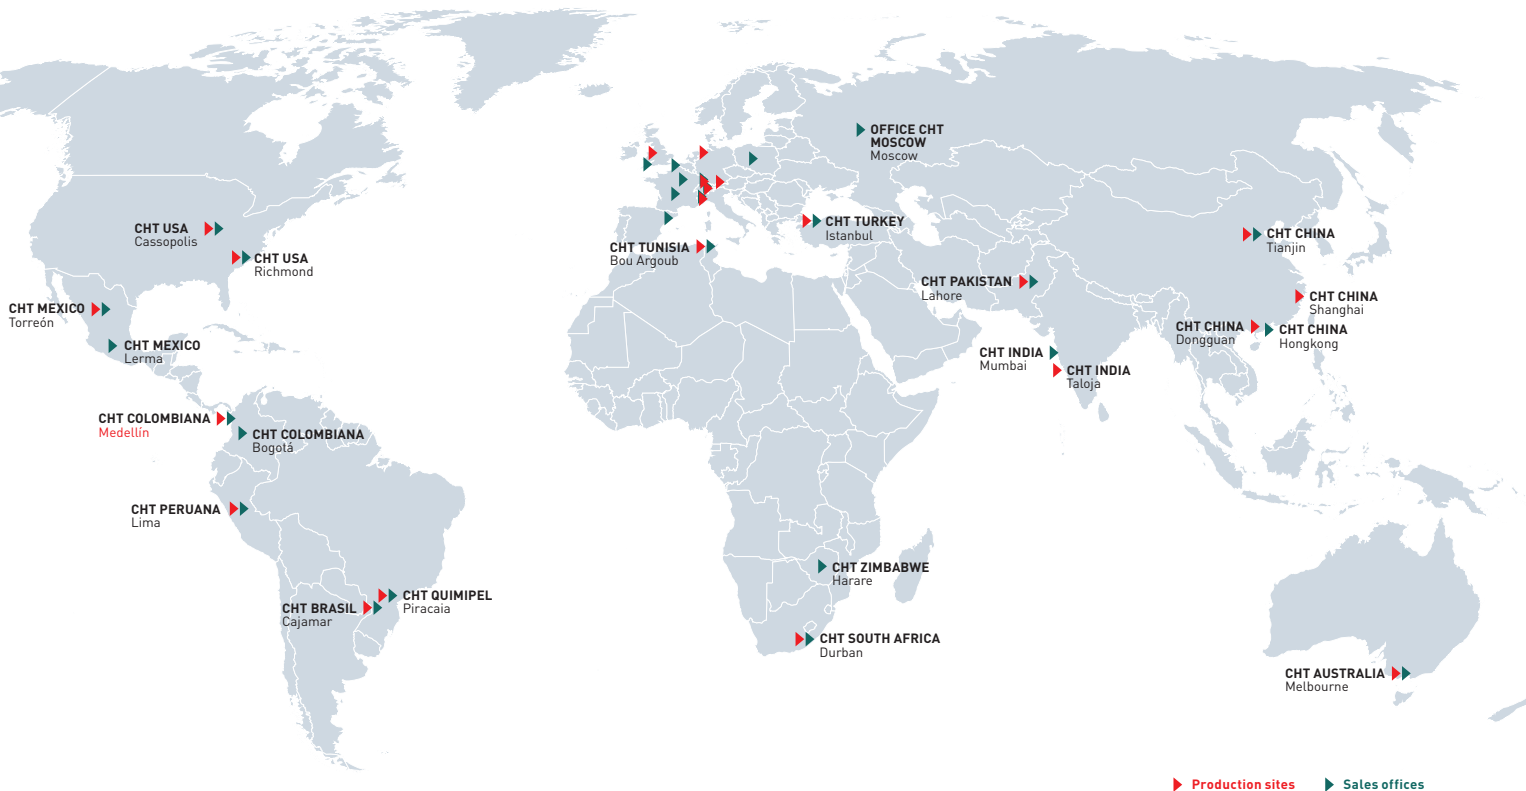 OFFICE CHT
MOSCOW
Moscow
CHT USA
Cassopolis
CHT USA
Richmond
CHT MEXICO
Torreón
CHT MEXICO
Lerma
CHT COLOMBIANA
Medellín
CHT COLOMBIANA
Bogotá
CHT PERUANA
Lima
CHT QUIMIPEL
Piracaia
CHT BRASIL
Cajamar
CHT TURKEY
Istanbul
CHT TUNISIA
Bou Argoub
CHT PAKISTAN
Lahore
CHT INDIA
Mumbai
CHT INDIA
Taloja
CHT CHINA
Tianjin
CHT CHINA
Shanghai
CHT CHINA
Dongguan
CHT CHINA
Hongkong
CHT ZIMBABWE
Harare
CHT SOUTH AFRICA
Durban
CHT AUSTRALIA
Melbourne
Production sites
Sales offices